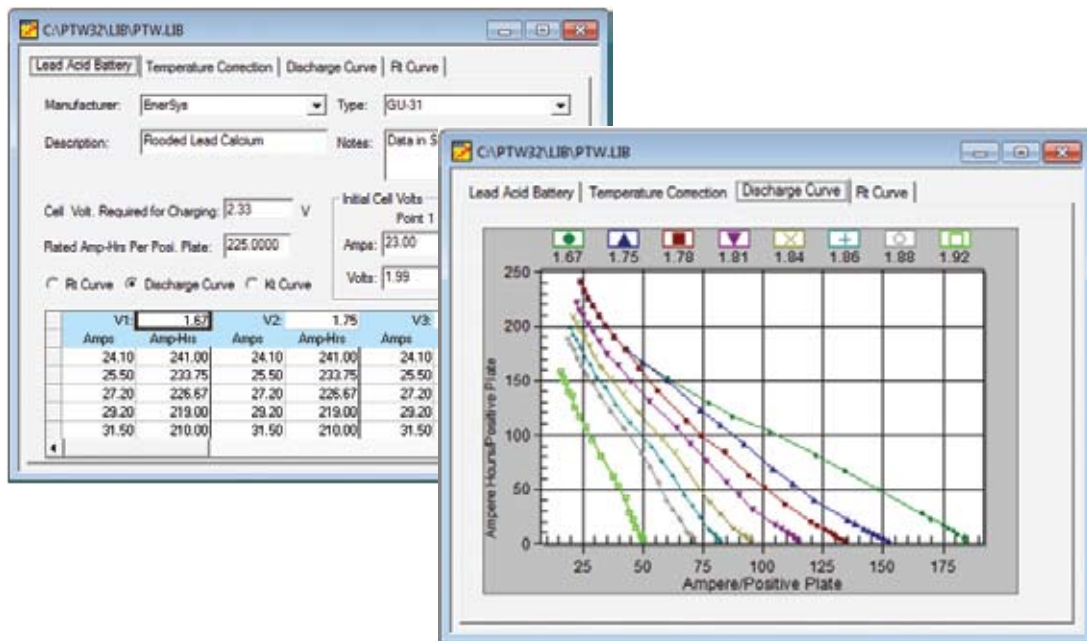 C:\PTW32\LIB\PTW.LIB
Lead Acid Battery Temperature Correction Discharge Curve Rt Curve
Manufacturer: EnerSys Type: GU-31
Description: Flooded Lead Calcium Notes: Data in S
Cell Volt. Required for Charging: 2.33 V
Initial Cell Volts
Point 1
Rated Amp-Hrs Per Posi. Plate: 225.0000
Amps: 23.00
Volts: 1.99
Rt Curve Discharge Curve Kt Curve
V1: 1.67 V2: 1.75 V3:
Amps Amp-Hrs Amps Amp-Hrs Amps
24.10 241.00 24.10 241.00 24.10
25.50 233.75 25.50 233.75 25.50
27.20 226.67 27.20 226.67 27.20
29.20 219.00 29.20 219.00 29.20
31.50 210.00 31.50 210.00 31.50
C:\PTW32\LIB\PTW.LIB
Lead Acid Battery Temperature Correction Discharge Curve Rt Curve
1.67 1.75 1.78 1.81 1.84 1.86 1.88 1.92
Ampere Hours/Positive Plate
250
200
150
100
50
0
25 50 75 100 125 150 175
Ampere/Positive Plate